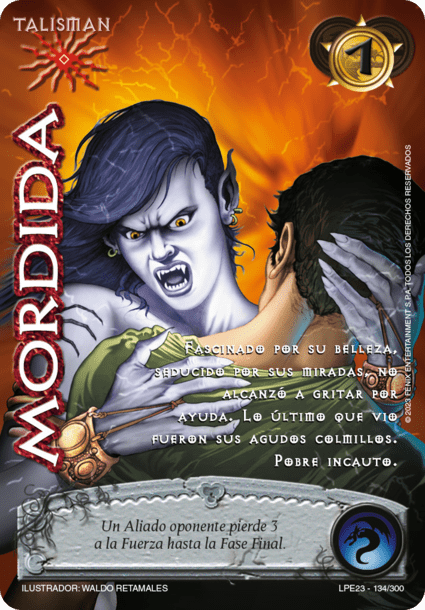 TALISMAN
1
MORDIDA
Fascinado por su belleza,
seducido por sus miradas, no
alcanzó a gritar por
ayuda. Lo último que vio
fueron sus agudos colmillos.
Pobre incauto.
© 2023 FENIX ENTERTAINMENT S.P.A. TODOS LOS DERECHOS RESERVADOS
Un Aliado oponente pierde 3
a la Fuerza hasta la Fase Final.
ILUSTRADOR: WALDO RETAMALES
LPE23 - 134/300